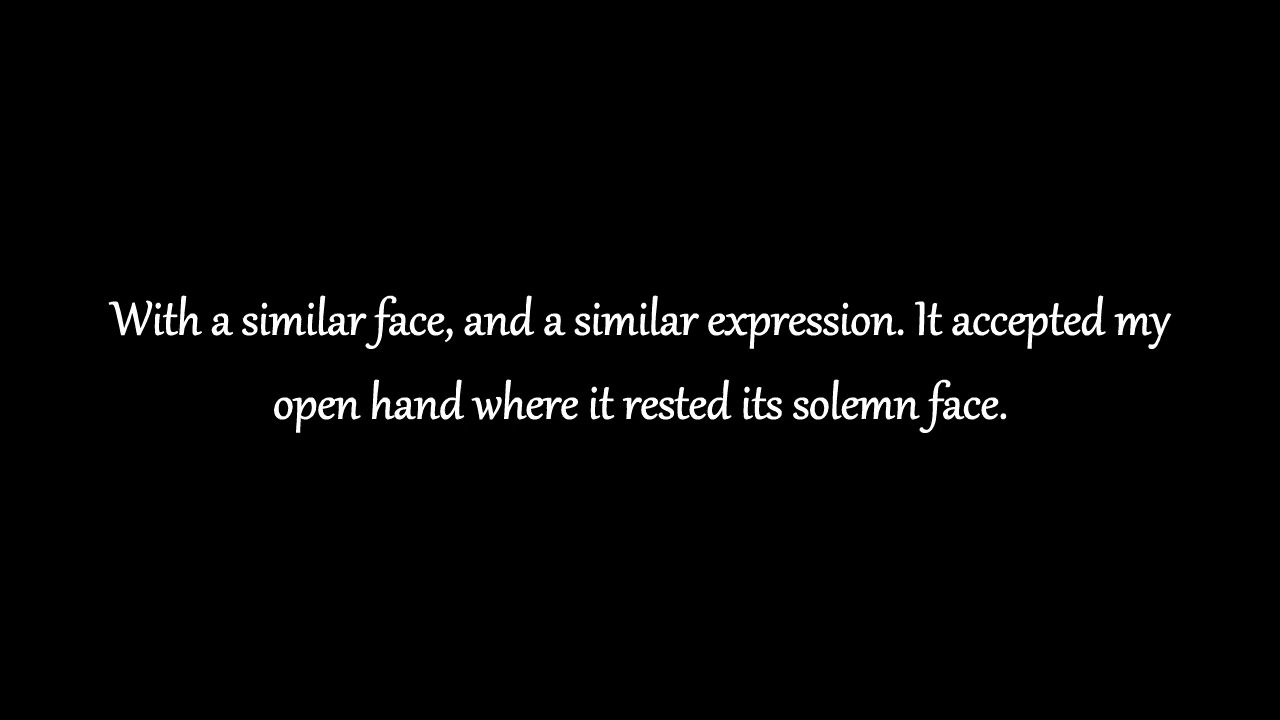 With a similar face, and a similar expression. It accepted my
open hand where it rested its solemn face.